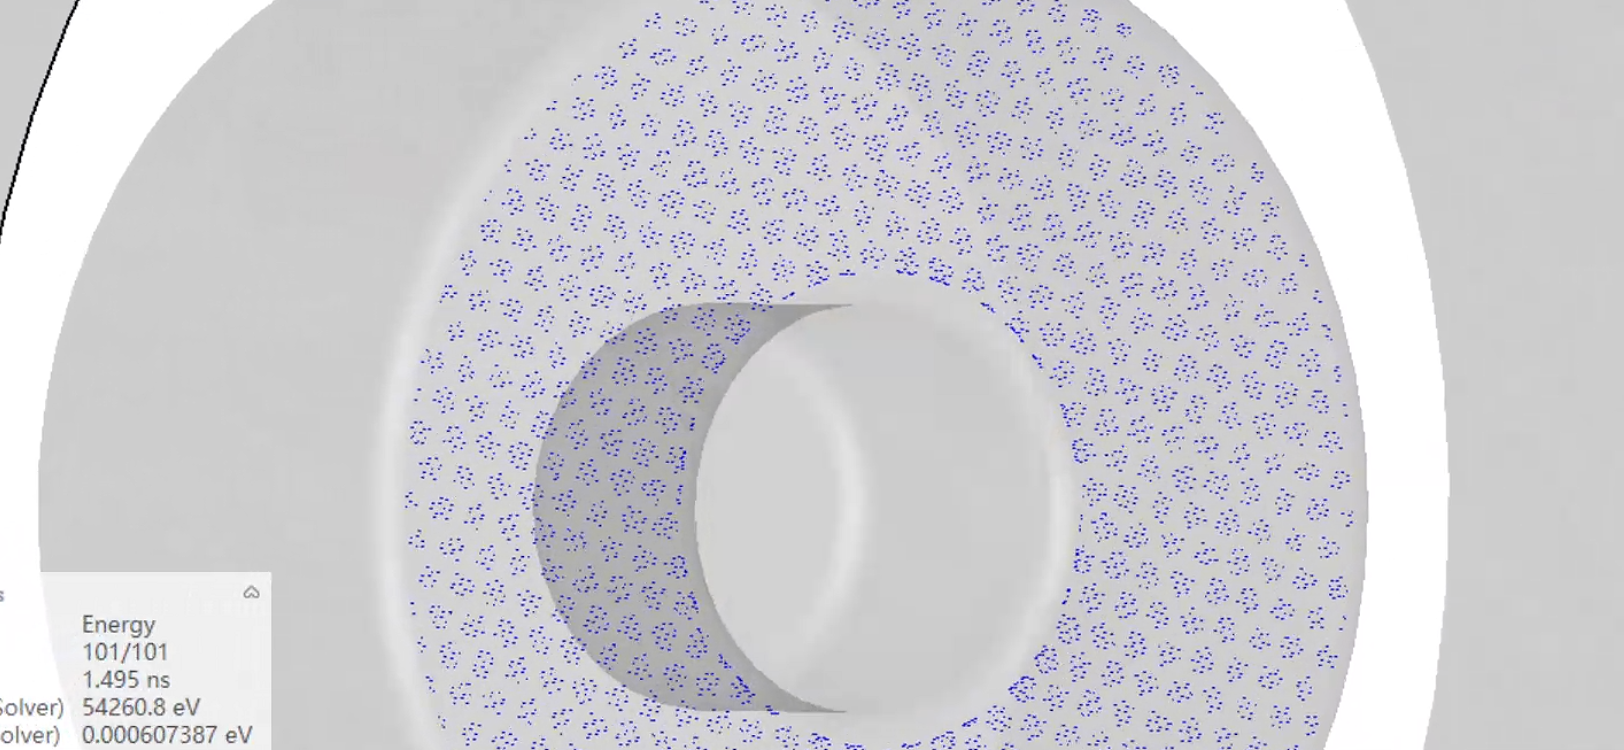 s
Energy
101/101
1.495 ns
Solver) 54260.8 eV
olver) 0.000607387 eV